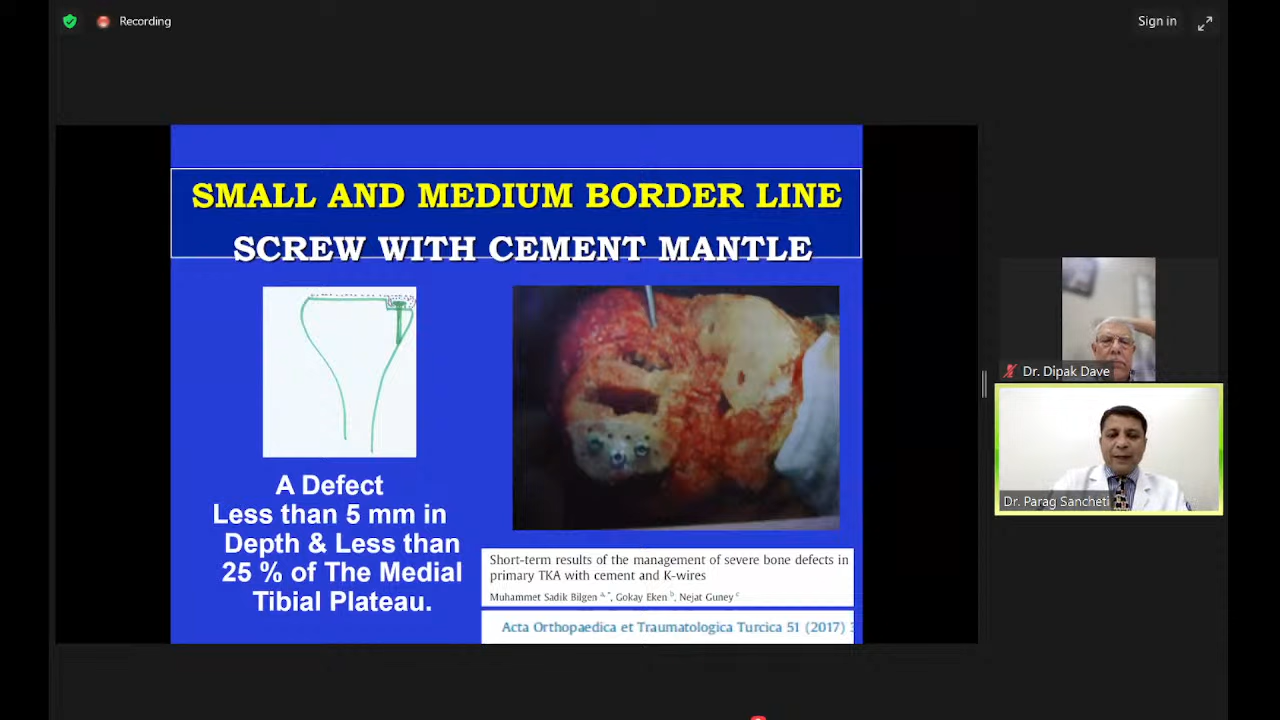 Recording
Sign in
SMALL AND MEDIUM BORDER LINE
SCREW WITH CEMENT MANTLE
A Defect
Less than 5 mm in
Depth & Less than
25 % of The Medial
Tibial Plateau.
Short-term results of the management of severe bone defects in
primary TKA with cement and K-wires
Muhammet Sadik Bilgen a, *, Gokay Eken b, Nejat Guney c
Acta Orthopaedica et Traumatologica Turcica 51 (2017)
Dr. Dipak Dave
Dr. Parag Sancheti